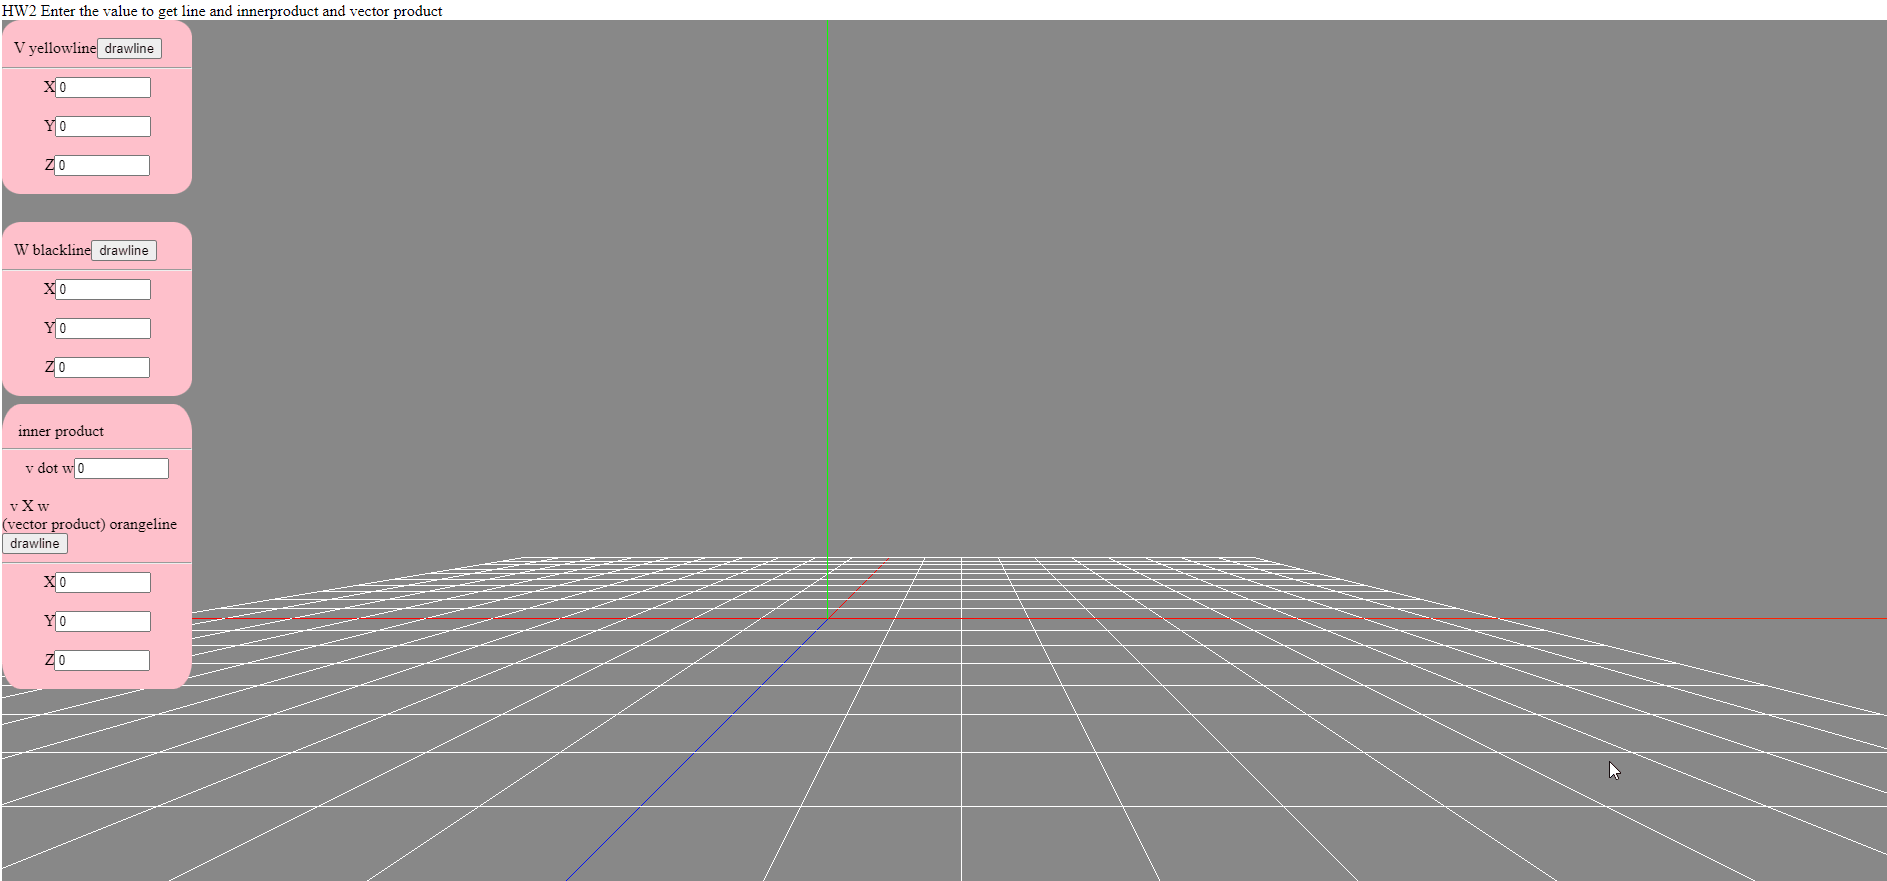 HW2 Enter the value to get line and innerproduct and vector product
V yellowline drawline
X 0
Y 0
Z 0
W blackline drawline
X 0
Y 0
Z 0
inner product
v dot w 0
v X w
(vector product) orangeline
drawline
X 0
Y 0
Z 0